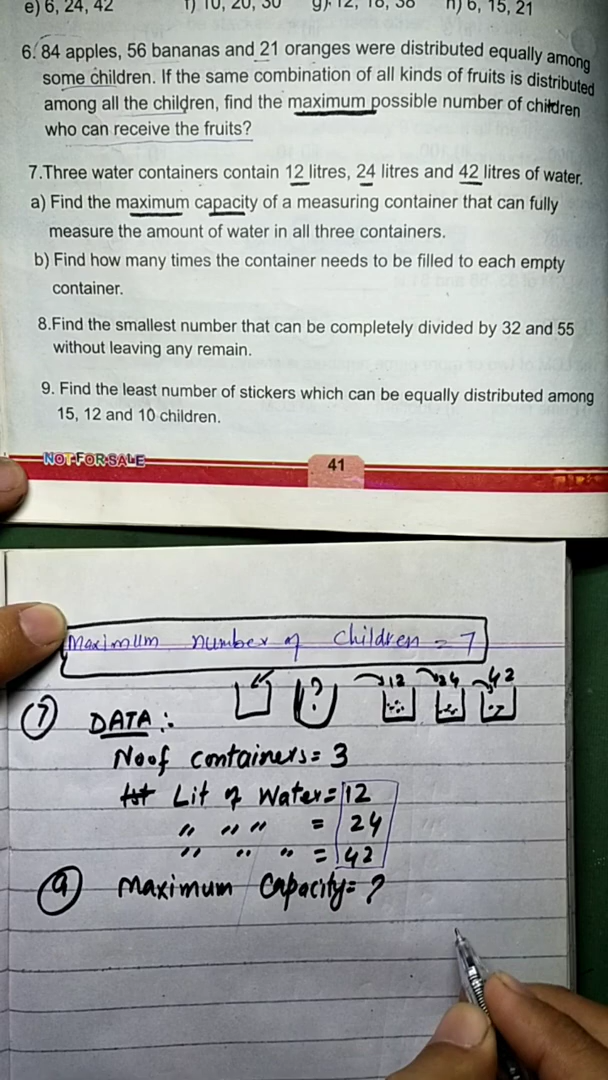 e) 6, 24, 42 f) 10, 20, 30 g) 12, 18, 38 h) 6, 15, 21
6. 84 apples, 56 bananas and 21 oranges were distributed equally among
some children. If the same combination of all kinds of fruits is distributed
among all the children, find the maximum possible number of children
who can receive the fruits?
7.Three water containers contain 12 litres, 24 litres and 42 litres of water.
a) Find the maximum capacity of a measuring container that can fully
measure the amount of water in all three containers.
b) Find how many times the container needs to be filled to each empty
container.
8.Find the smallest number that can be completely divided by 32 and 55
without leaving any remain.
9. Find the least number of stickers which can be equally distributed among
15, 12 and 10 children.
NOT FOR SALE
41
Maximum number of children = 7
? 12 24 42
7 DATA:
No of containers = 3
Lit of Water = 12
" " " = 24
" " " = 42
a Maximum Capacity = ?